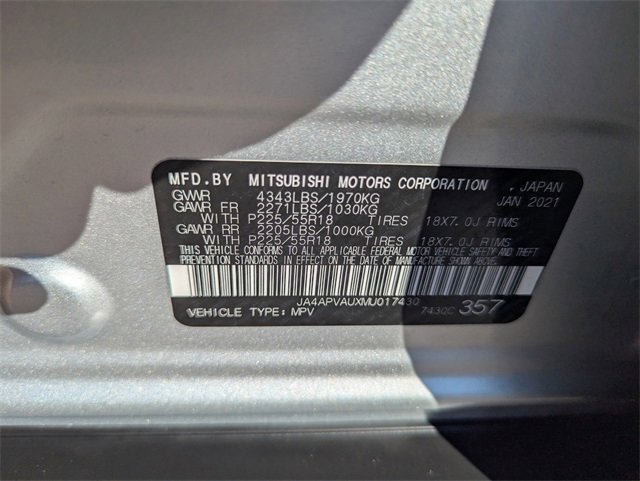 MFD.BY MITSUBISHI MOTORS CORPORATION , JAPAN
GVWR 4343LBS/1970KG JAN 2021
GAWR FR 2271LBS/1030KG
WITH P225/55R18 TIRES 18X7.0J RIMS
GAWR RR 2205LBS/1000KG
WITH P225/55R18 TIRES 18X7.0J RIMS
THIS VEHICLE CONFORMS TO ALL APPLICABLE FEDERAL MOTOR VEHICLE SAFETY AND THEFT
PREVENTION STANDARDS IN EFFECT ON THE DATE OF MANUFACTURE SHOWN ABOVE.
JA4APVAUXMU017430
VEHICLE TYPE: MPV 7430C 357